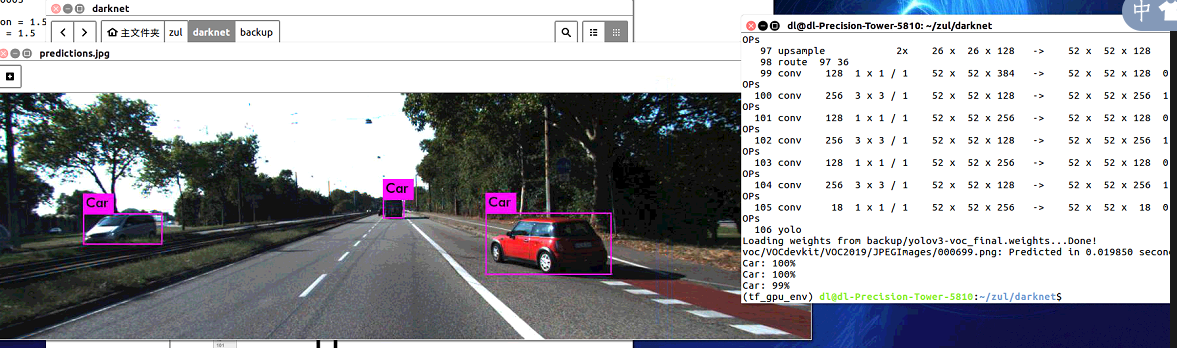 on = 1.5
= 1.5
darknet
主文件夹 zul darknet backup
predictions.jpg
Car
Car
Car
中
dl@dl-Precision-Tower-5810: ~/zul/darknet
OPs
97 upsample 2x 26 x 26 x 128 -> 52 x 52 x 128
98 route 97 36
99 conv 128 1 x 1 / 1 52 x 52 x 384 -> 52 x 52 x 128 0
OPs
100 conv 256 3 x 3 / 1 52 x 52 x 128 -> 52 x 52 x 256 1
OPs
101 conv 128 1 x 1 / 1 52 x 52 x 256 -> 52 x 52 x 128 0
OPs
102 conv 256 3 x 3 / 1 52 x 52 x 128 -> 52 x 52 x 256 1
OPs
103 conv 128 1 x 1 / 1 52 x 52 x 256 -> 52 x 52 x 128 0
OPs
104 conv 256 3 x 3 / 1 52 x 52 x 128 -> 52 x 52 x 256 1
OPs
105 conv 18 1 x 1 / 1 52 x 52 x 256 -> 52 x 52 x 18 0
OPs
106 yolo
Loading weights from backup/yolov3-voc_final.weights...Done!
voc/VOCdevkit/VOC2019/JPEGImages/000699.png: Predicted in 0.019850 secon
Car: 100%
Car: 100%
Car: 99%
(tf_gpu_env) dl@dl-Precision-Tower-5810:~/zul/darknet$